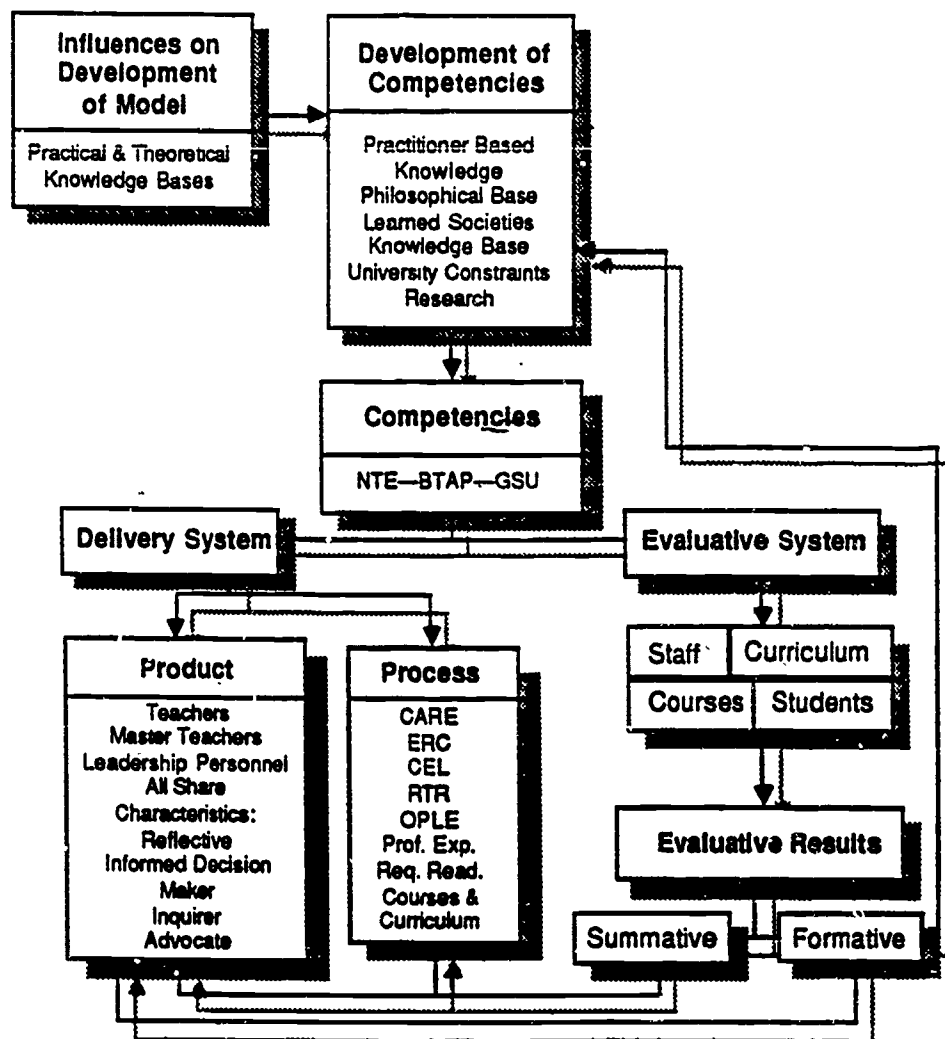 Influences on
Development
of Model
Practical & Theoretical
Knowledge Bases
Development of
Competencies
Practitioner Based
Knowledge
Philosophical Base
Learned Societies
Knowledge Base
University Constraints
Research
Competencies
NTE—BTAP—GSU
Delivery System
Evaluative System
Product
Teachers
Master Teachers
Leadership Personnel
All Share
Characteristics:
Reflective
Informed Decision
Maker
Inquirer
Advocate
Process
CARE
ERC
CEL
RTR
OPLE
Prof. Exp.
Req. Read.
Courses &
Curriculum
Staff
Curriculum
Courses
Students
Evaluative Results
Summative
Formative